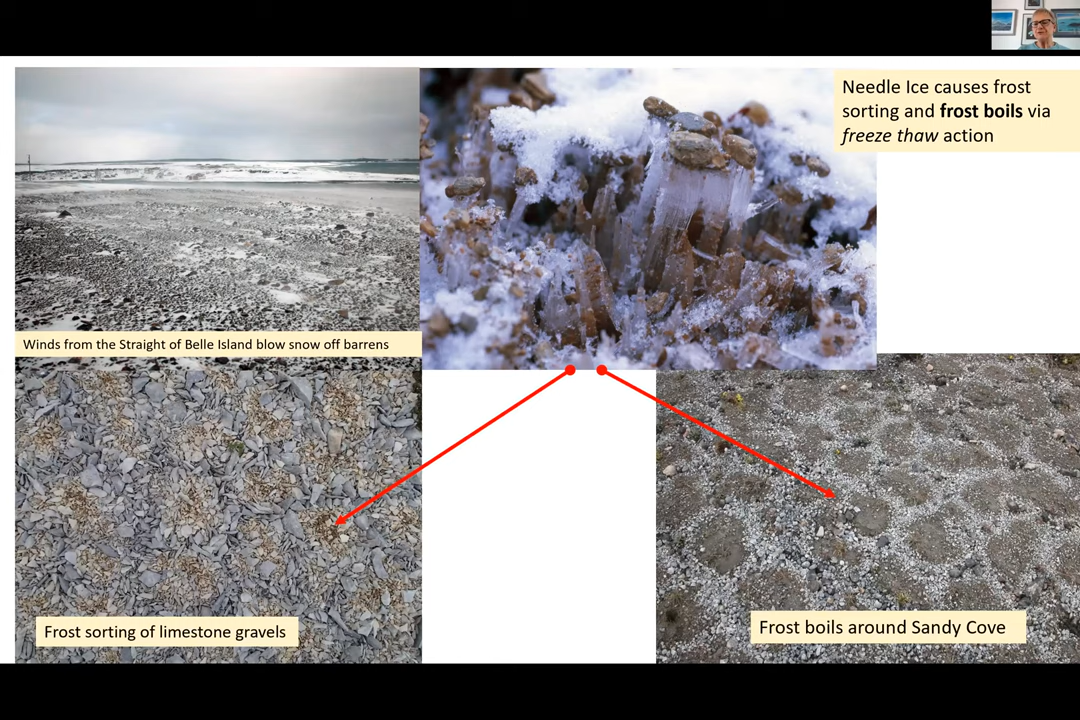 Needle Ice causes frost
sorting and frost boils via
freeze thaw action
Winds from the Straight of Belle Island blow snow off barrens
Frost sorting of limestone gravels
Frost boils around Sandy Cove